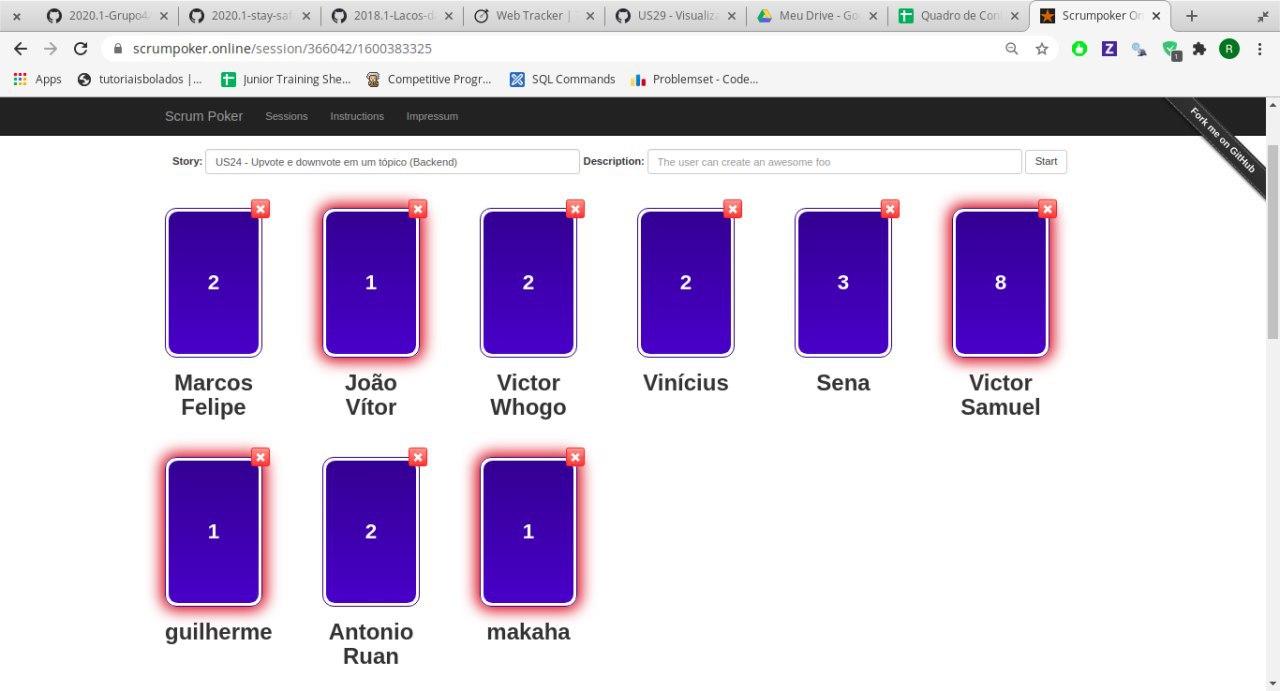 2020.1-Grupo4
2020.1-stay-saf
2018.1-Lacos-d
Web Tracker |
US29 - Visualiza
Meu Drive - Go
Quadro de Con
Scrumpoker On
scrumpoker.online/session/366042/1600383325
R
1
Apps
tutoriaisbolados |...
Junior Training She...
Competitive Progr...
SQL Commands
Problemset - Code...
Scrum Poker Sessions Instructions Impressum
Fork me on GitHub
Story: US24 - Upvote e downvote em um tópico (Backend) Description: The user can create an awesome foo Start
2
1
2
2
3
8
Marcos
Felipe
João
Vítor
Victor
Whogo
Vinícius
Sena
Victor
Samuel
1
2
1
guilherme
Antonio
Ruan
makaha